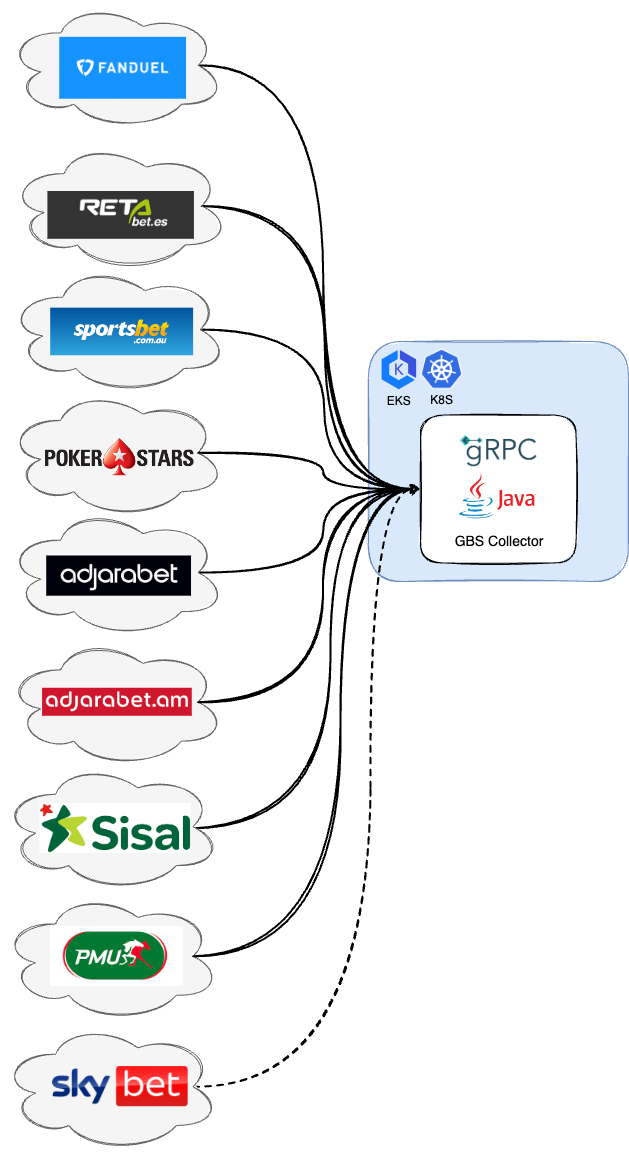 FANDUEL
RETA
bet.es
sportsbet
.com.au
POKER STARS
adjarabet
adjarabet.am
Sisal
PMU
sky bet
K
EKS
K8S
gRPC
Java
GBS Collector